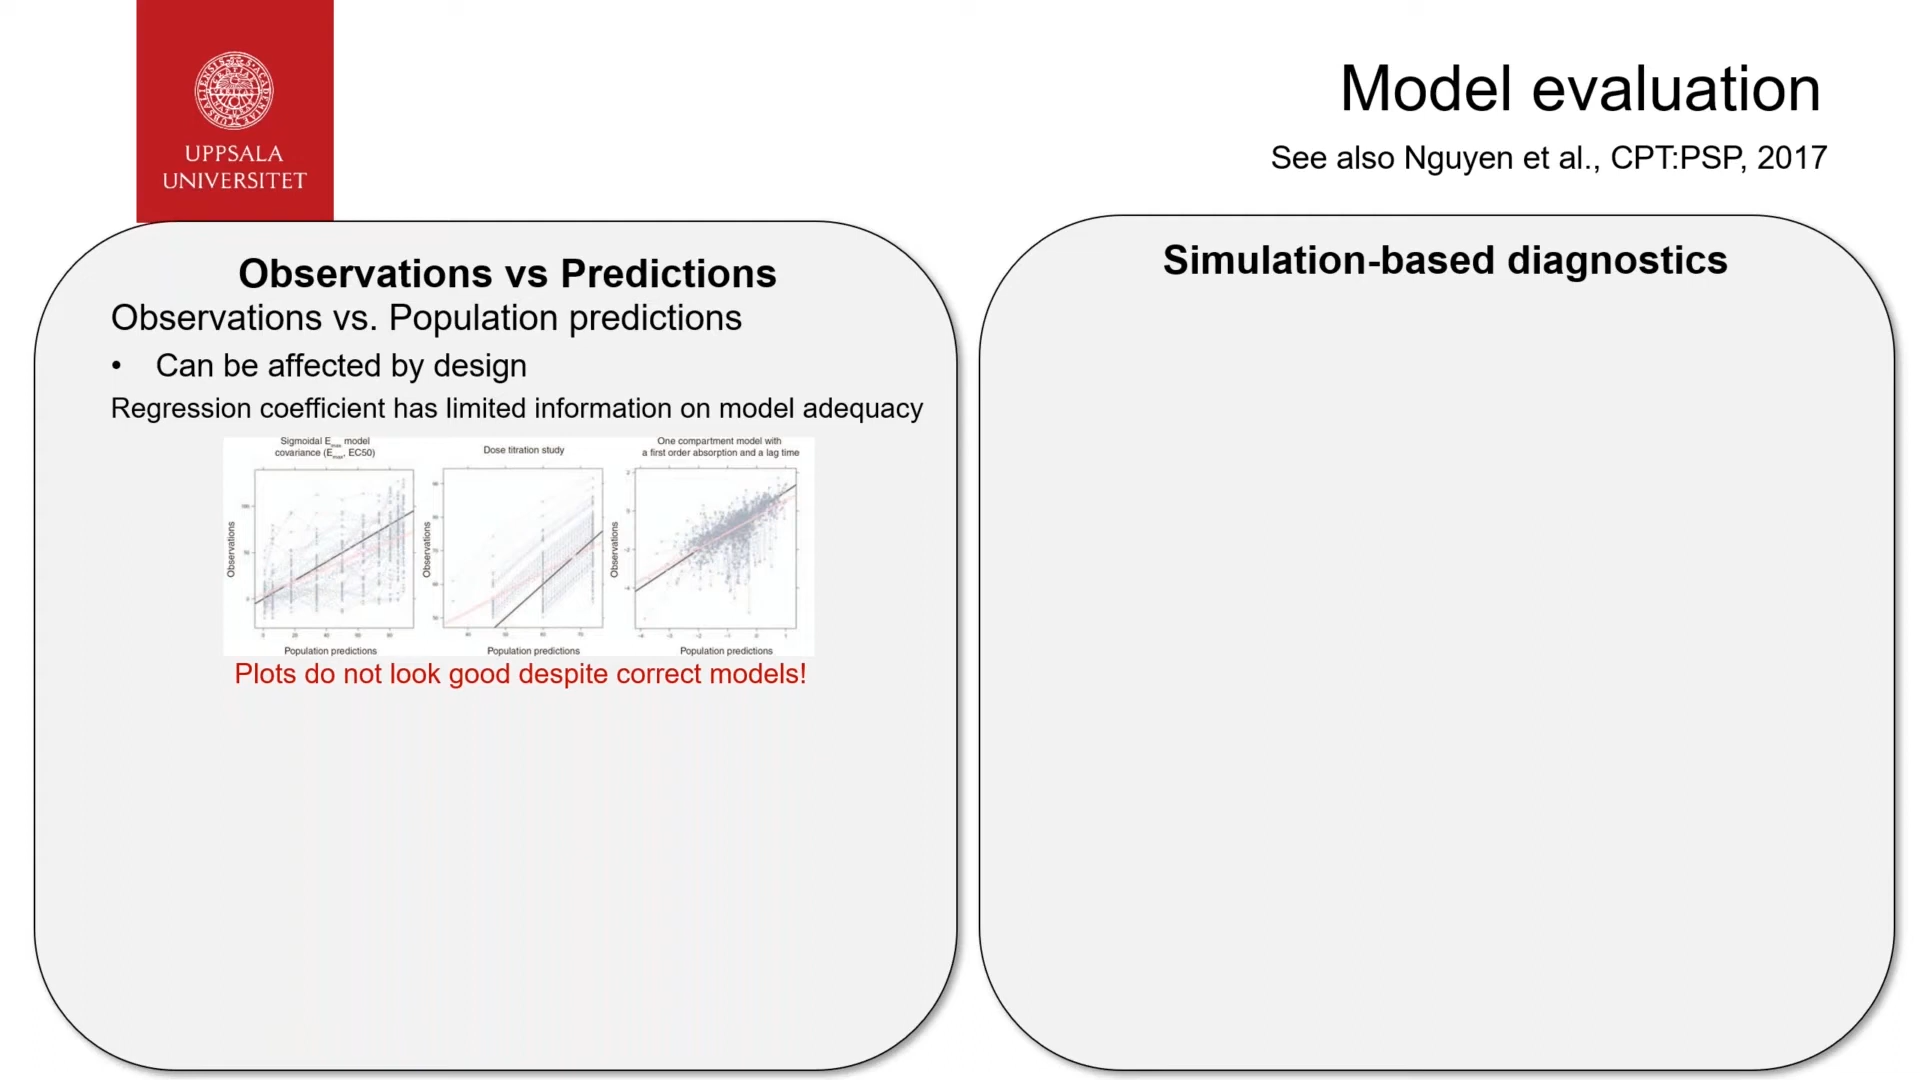 UPPSALA
UNIVERSITET
Model evaluation
See also Nguyen et al., CPT:PSP, 2017
Observations vs Predictions
Observations vs. Population predictions
• Can be affected by design
Regression coefficient has limited information on model adequacy
Sigmoidal Emax model
covariance (Emax, EC50)
Dose titration study
One compartment model with
a first order absorption and a lag time
Observations
Observations
Observations
Population predictions
Population predictions
Population predictions
Plots do not look good despite correct models!
Simulation-based diagnostics